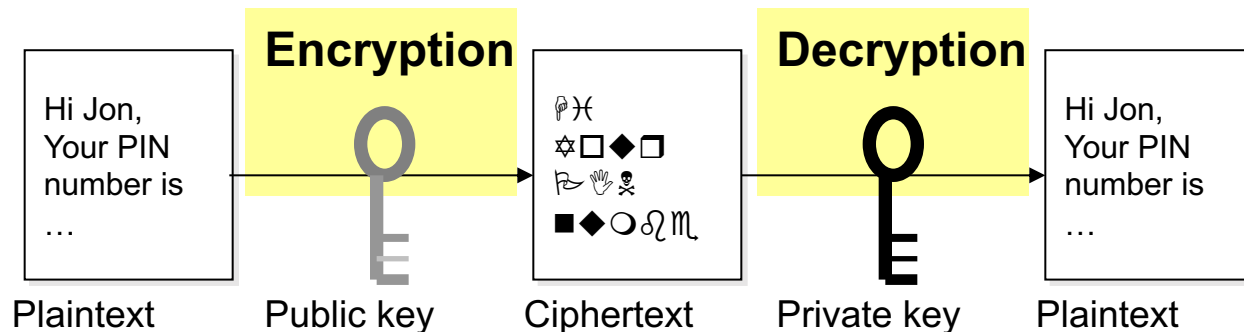 Encryption
Decryption
Hi Jon,
Your PIN
number is
…
☟♓
✡□◆❒
🏱✋☠
■◆❍♌♏
Hi Jon,
Your PIN
number is
…
Plaintext
Public key
Ciphertext
Private key
Plaintext